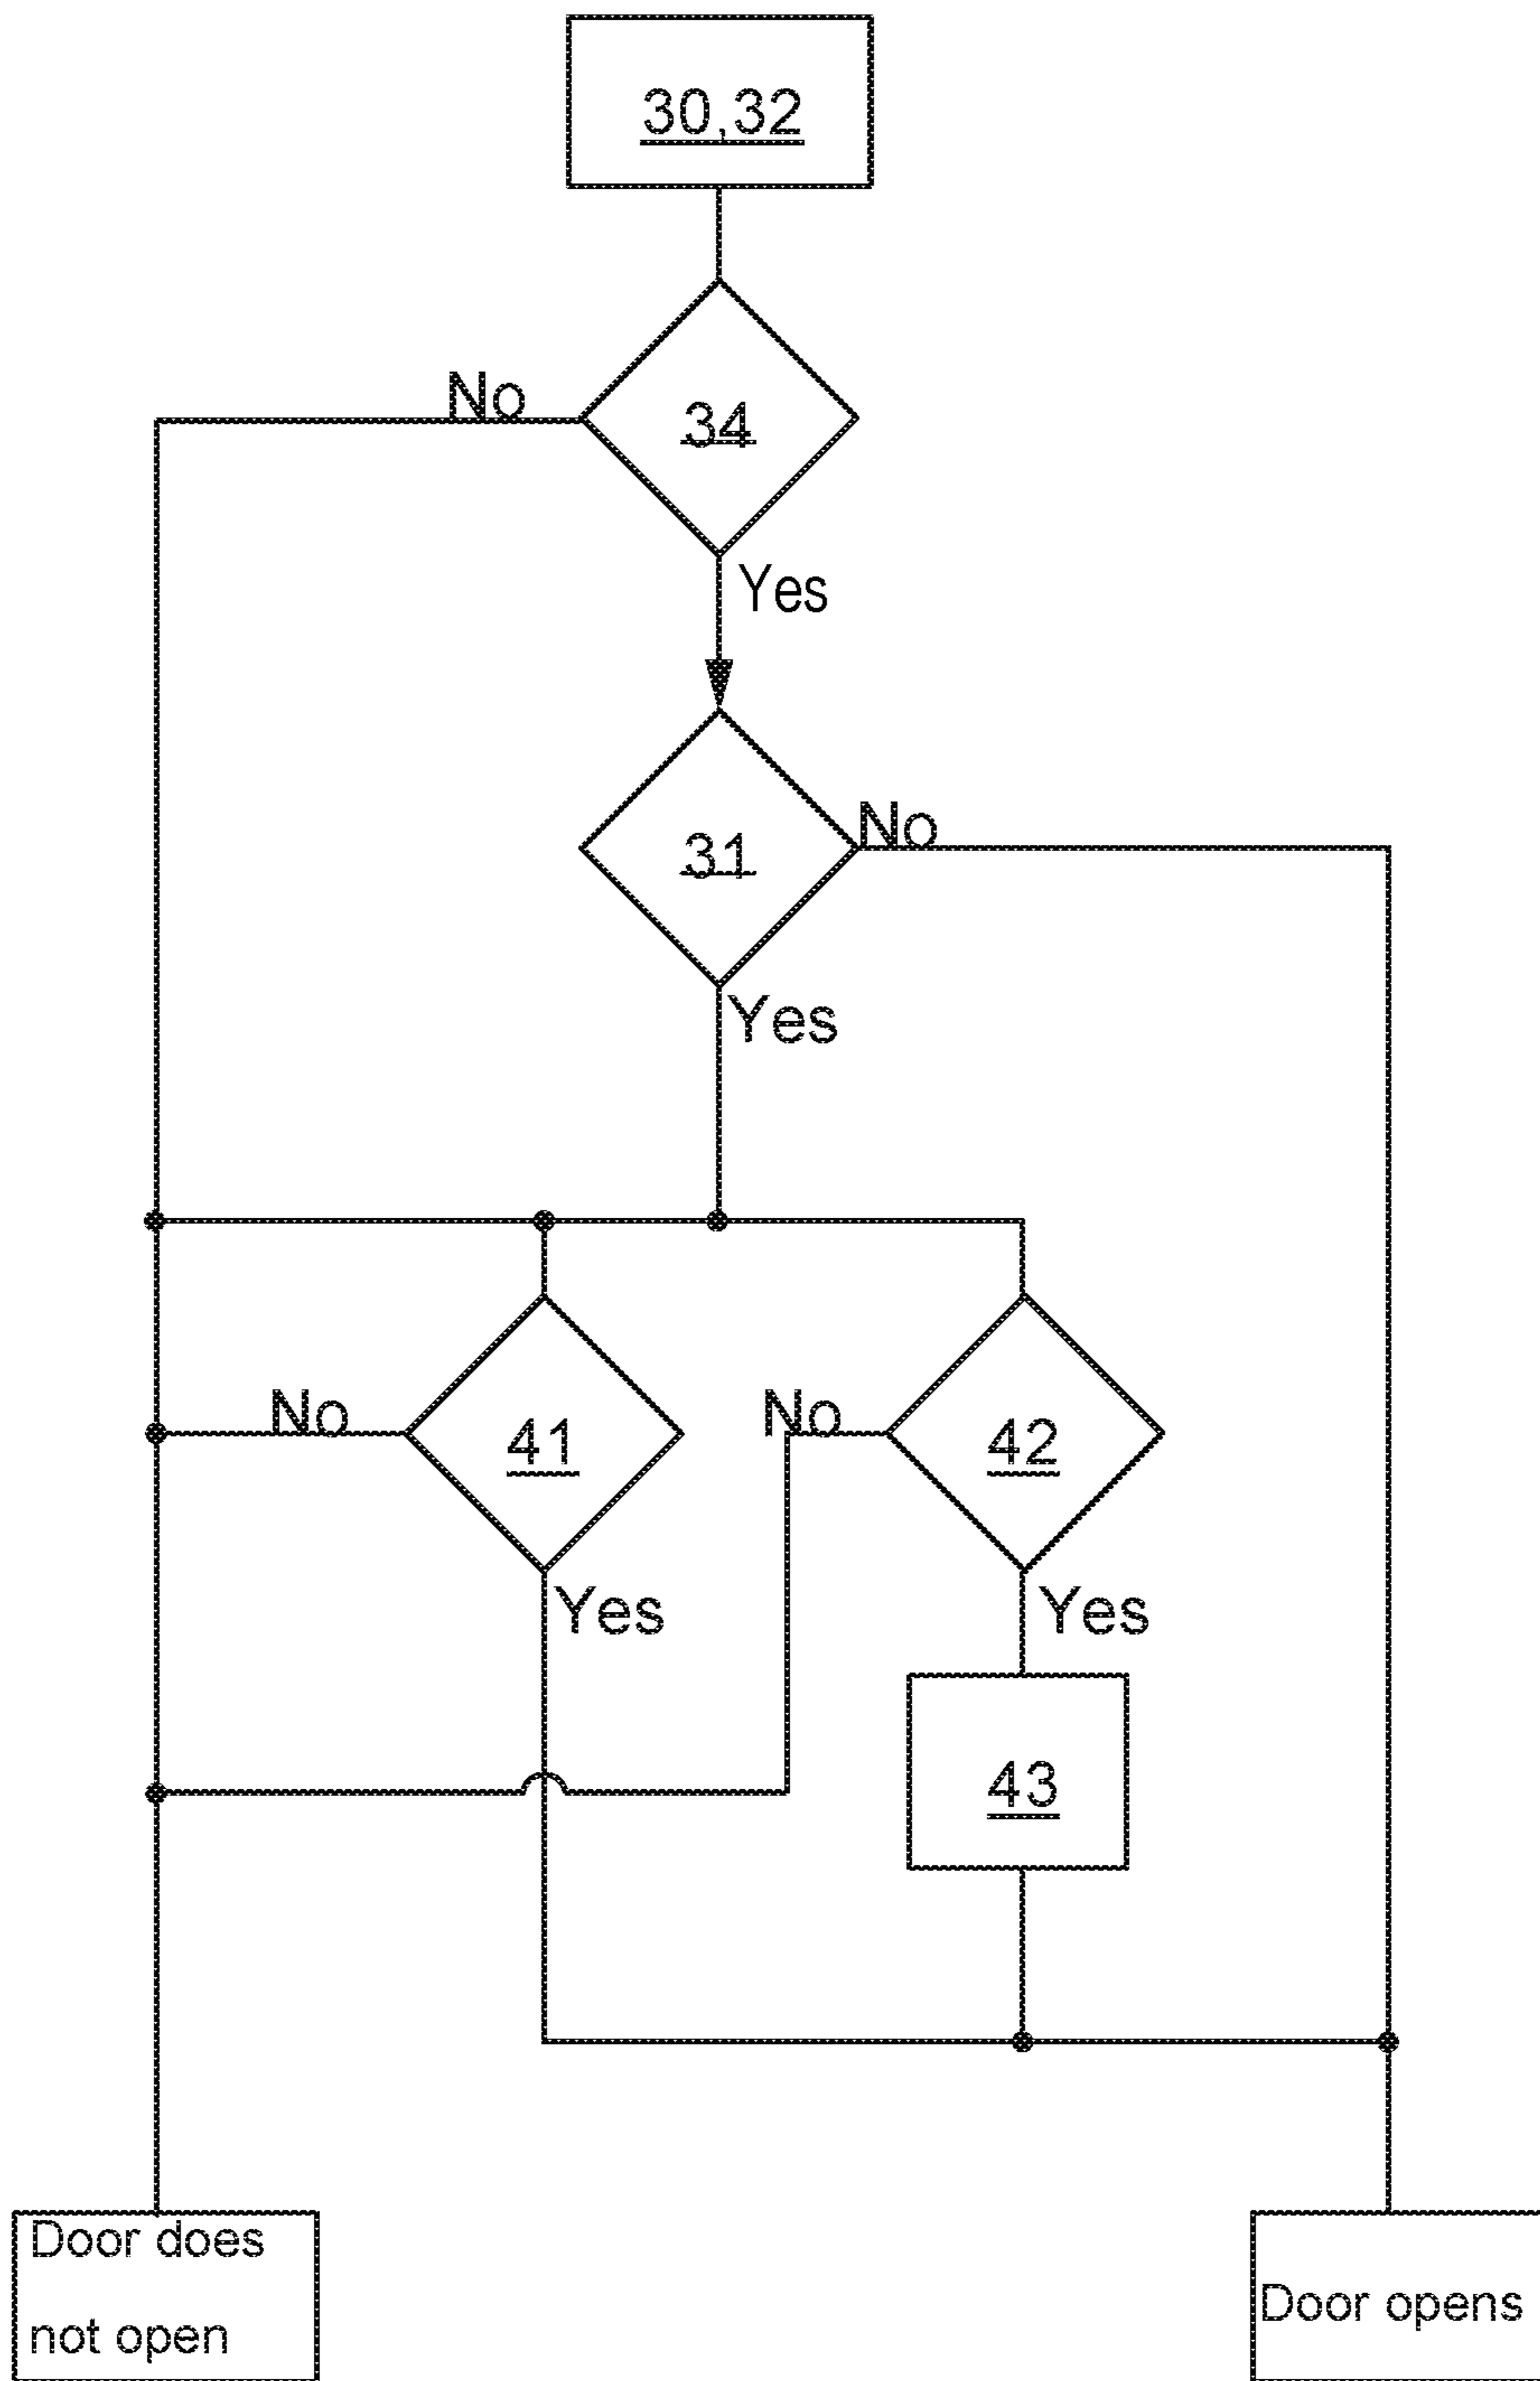 30,32
No
34
Yes
No
31
Yes
No
41
No
42
Yes
Yes
43
Door does
not open
Door opens